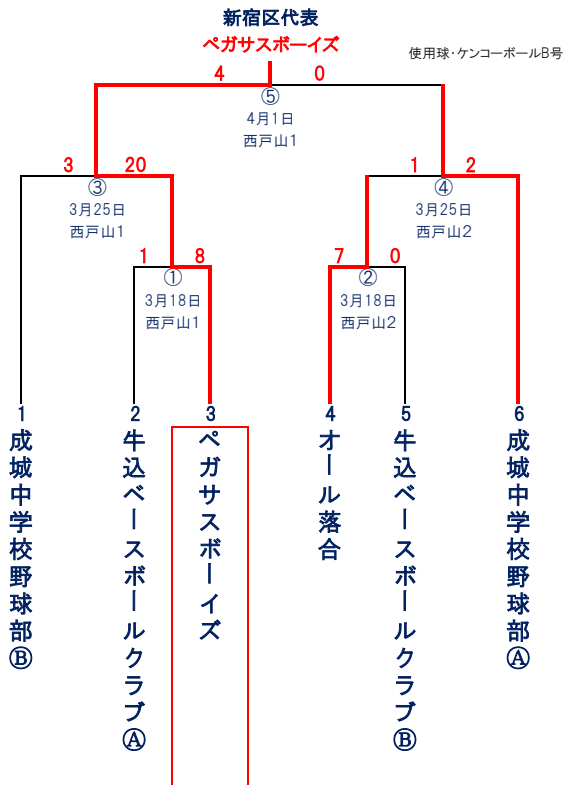 新宿区代表
ペガサスボーイズ
使用球・ケンコーボールB号
4 0
⑤
4月1日
西戸山1
3 20
③
3月25日
西戸山1
1 2
④
3月25日
西戸山2
1 8
①
3月18日
西戸山1
7 0
②
3月18日
西戸山2
1
成城中学校野球部Ⓑ
2
牛込ベースボールクラブⒶ
3
ペガサスボーイズ
4
オール落合
5
牛込ベースボールクラブⒷ
6
成城中学校野球部Ⓐ